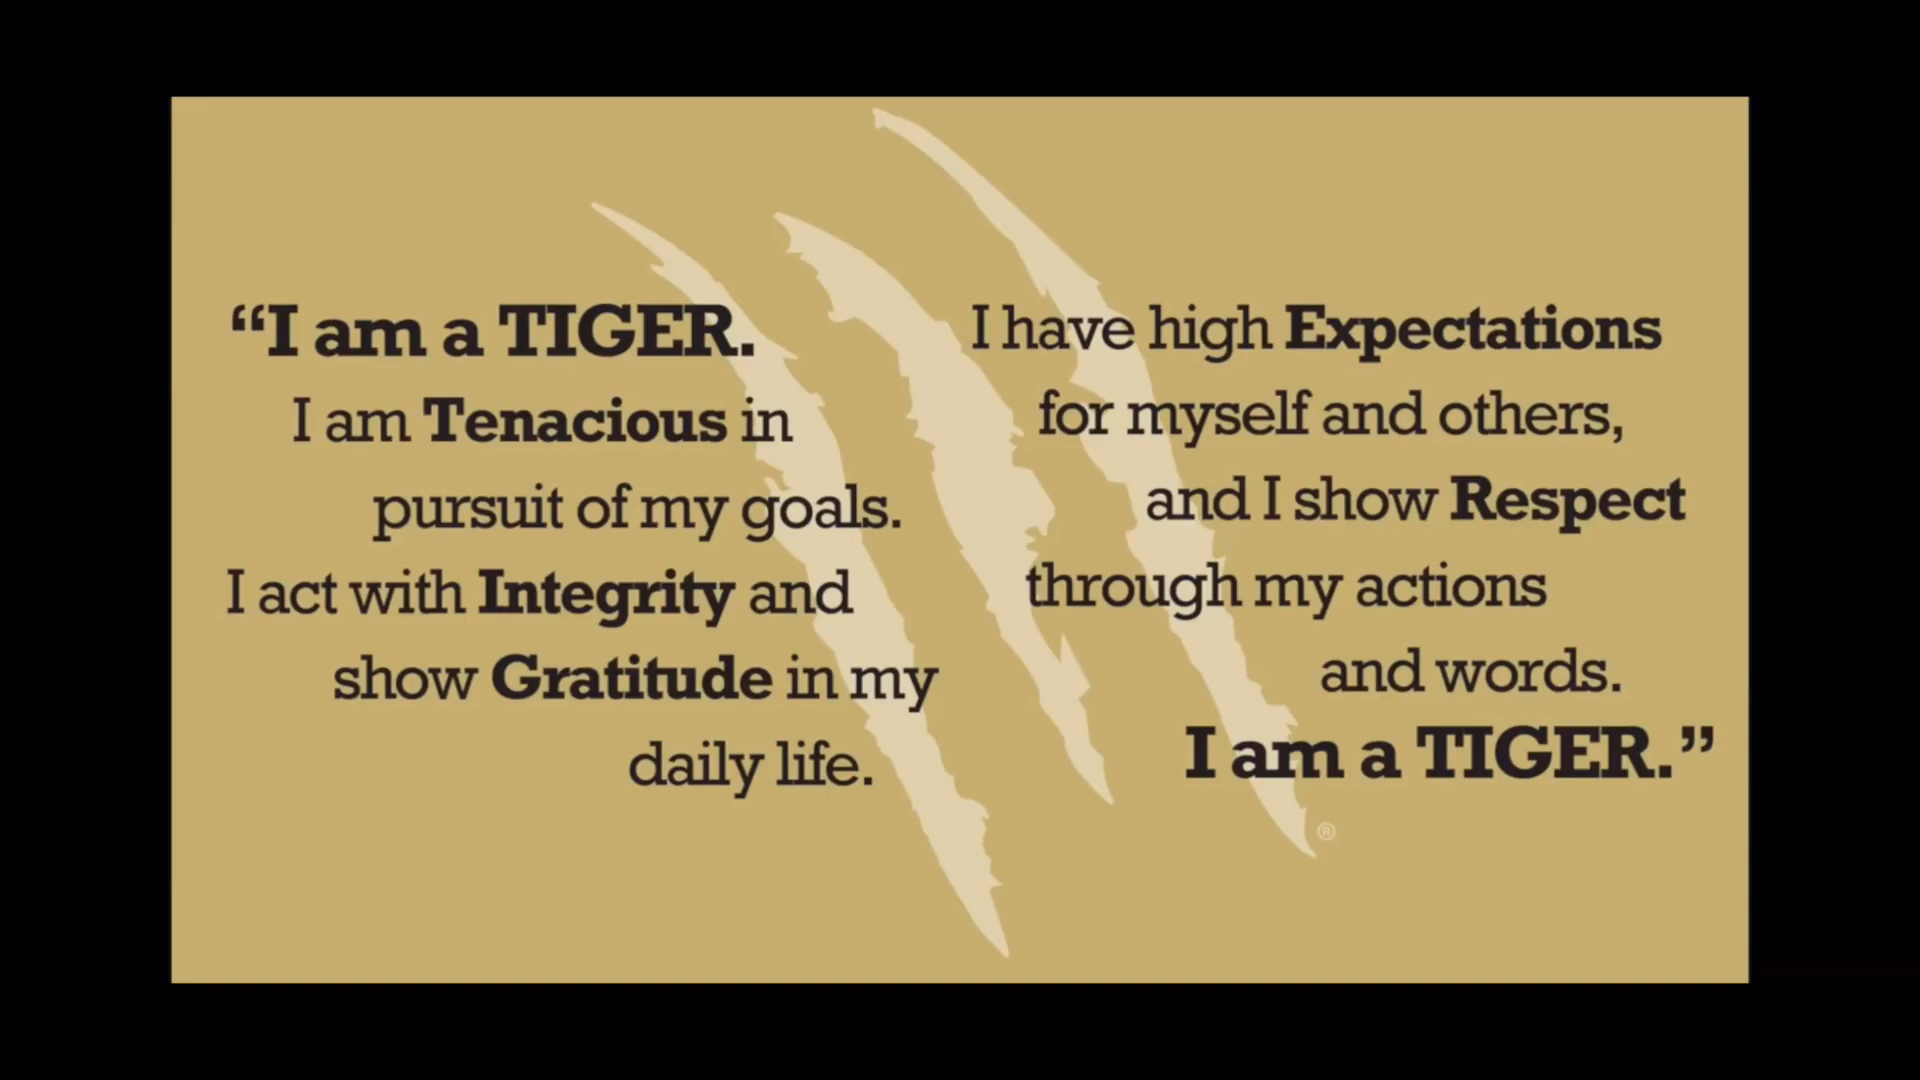 “I am a TIGER.
I am Tenacious in
pursuit of my goals.
I act with Integrity and
show Gratitude in my
daily life.
I have high Expectations
for myself and others,
and I show Respect
through my actions
and words.
I am a TIGER.”
®